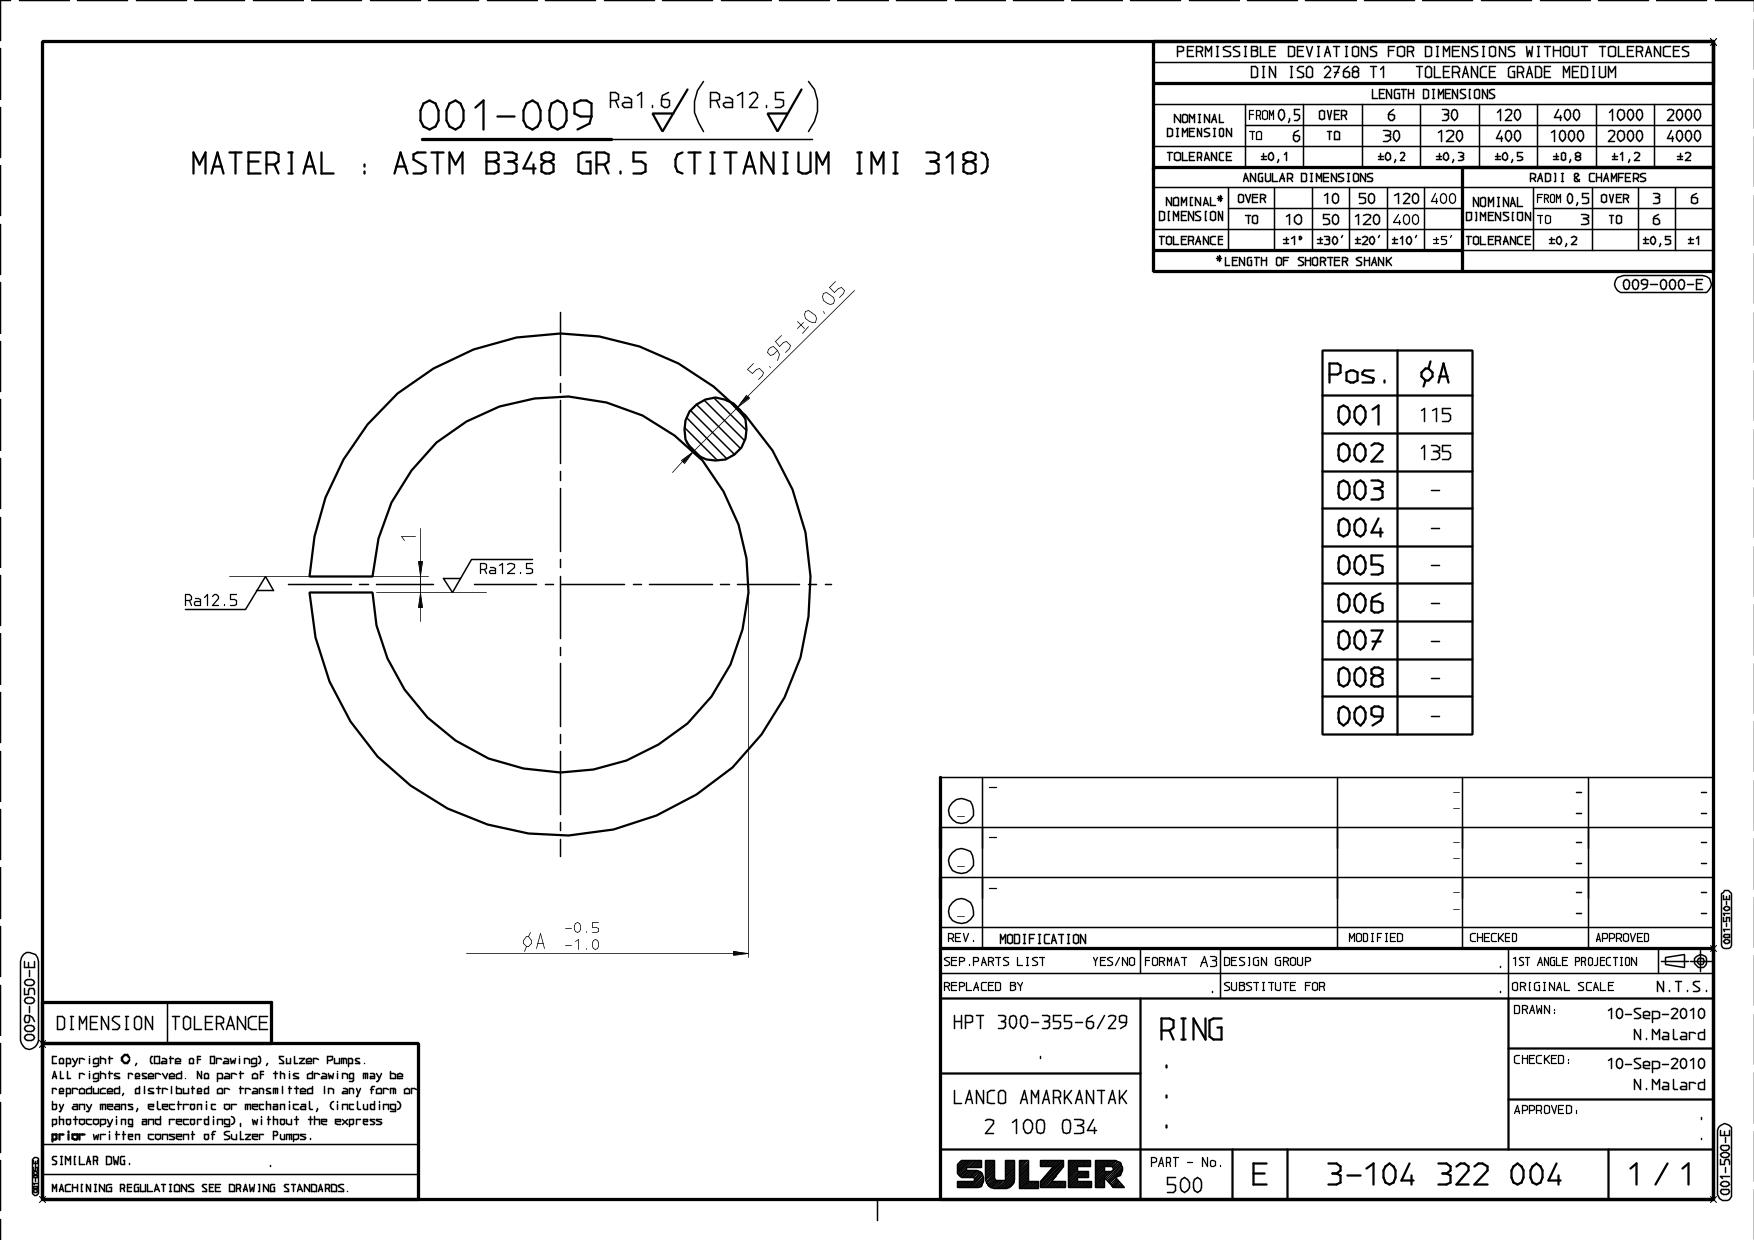 PERMISSIBLE DEVIATIONS FOR DIMENSIONS WITHOUT TOLERANCES
DIN ISO 2768 T1 TOLERANCE GRADE MEDIUM
LENGTH DIMENSIONS
NOMINAL DIMENSION FROM 0,5 OVER 6 30 120 400 1000 2000
TO 6 TO 30 120 400 1000 2000 4000
TOLERANCE ±0,1 ±0,2 ±0,3 ±0,5 ±0,8 ±1,2 ±2
ANGULAR DIMENSIONS
NOMINAL* DIMENSION OVER 10 50 120 400
TO 10 50 120 400
TOLERANCE ±1° ±30′ ±20′ ±10′ ±5′
*LENGTH OF SHORTER SHANK
RADII & CHAMFERS
NOMINAL DIMENSION FROM 0,5 OVER 3 6
TO 3 TO 6
TOLERANCE ±0,2 ±0,5 ±1
009-000-E
001-009 Ra1.6 (Ra12.5)
MATERIAL : ASTM B348 GR.5 (TITANIUM IMI 318)
5.95 ±0.05
1
Ra12.5
Ra12.5
ϕA -0.5
-1.0
Pos. ϕA
001 115
002 135
003 -
004 -
005 -
006 -
007 -
008 -
009 -
REV. MODIFICATION MODIFIED CHECKED APPROVED
001-510-E
SEP.PARTS LIST YES/NO FORMAT A3 DESIGN GROUP . 1ST ANGLE PROJECTION
REPLACED BY . SUBSTITUTE FOR . ORIGINAL SCALE N.T.S.
HPT 300-355-6/29
RING
DRAWN: 10-Sep-2010
N.Malard
CHECKED: 10-Sep-2010
N.Malard
LANCO AMARKANTAK
2 100 034
APPROVED:
SULZER
PART - No.
500
E
3-104 322 004
1 / 1
001-500-E
009-050-E
DIMENSION TOLERANCE
Copyright ©, (Date of Drawing), Sulzer Pumps.
ALL rights reserved. No part of this drawing may be
reproduced, distributed or transmitted in any form or
by any means, electronic or mechanical, (including)
photocopying and recording), without the express
prior written consent of Sulzer Pumps.
SIMILAR DWG. .
MACHINING REGULATIONS SEE DRAWING STANDARDS.